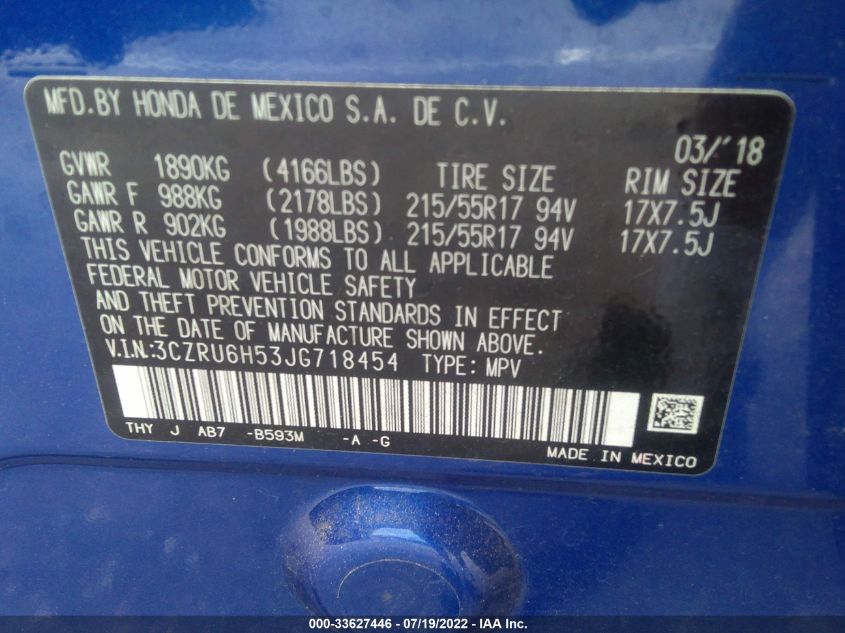 MFD.BY HONDA DE MEXICO S.A. DE C.V.
03/'18
GVWR 1890KG (4166LBS) TIRE SIZE RIM SIZE
GAWR F 988KG (2178LBS) 215/55R17 94V 17X7.5J
GAWR R 902KG (1988LBS) 215/55R17 94V 17X7.5J
THIS VEHICLE CONFORMS TO ALL APPLICABLE
FEDERAL MOTOR VEHICLE SAFETY
AND THEFT PREVENTION STANDARDS IN EFFECT
ON THE DATE OF MANUFACTURE SHOWN ABOVE.
V.I.N:3CZRU6H53JG718454 TYPE: MPV
THY J AB7 -B593M -A -G
MADE IN MEXICO
000-33627446 - 07/19/2022 - IAA Inc.